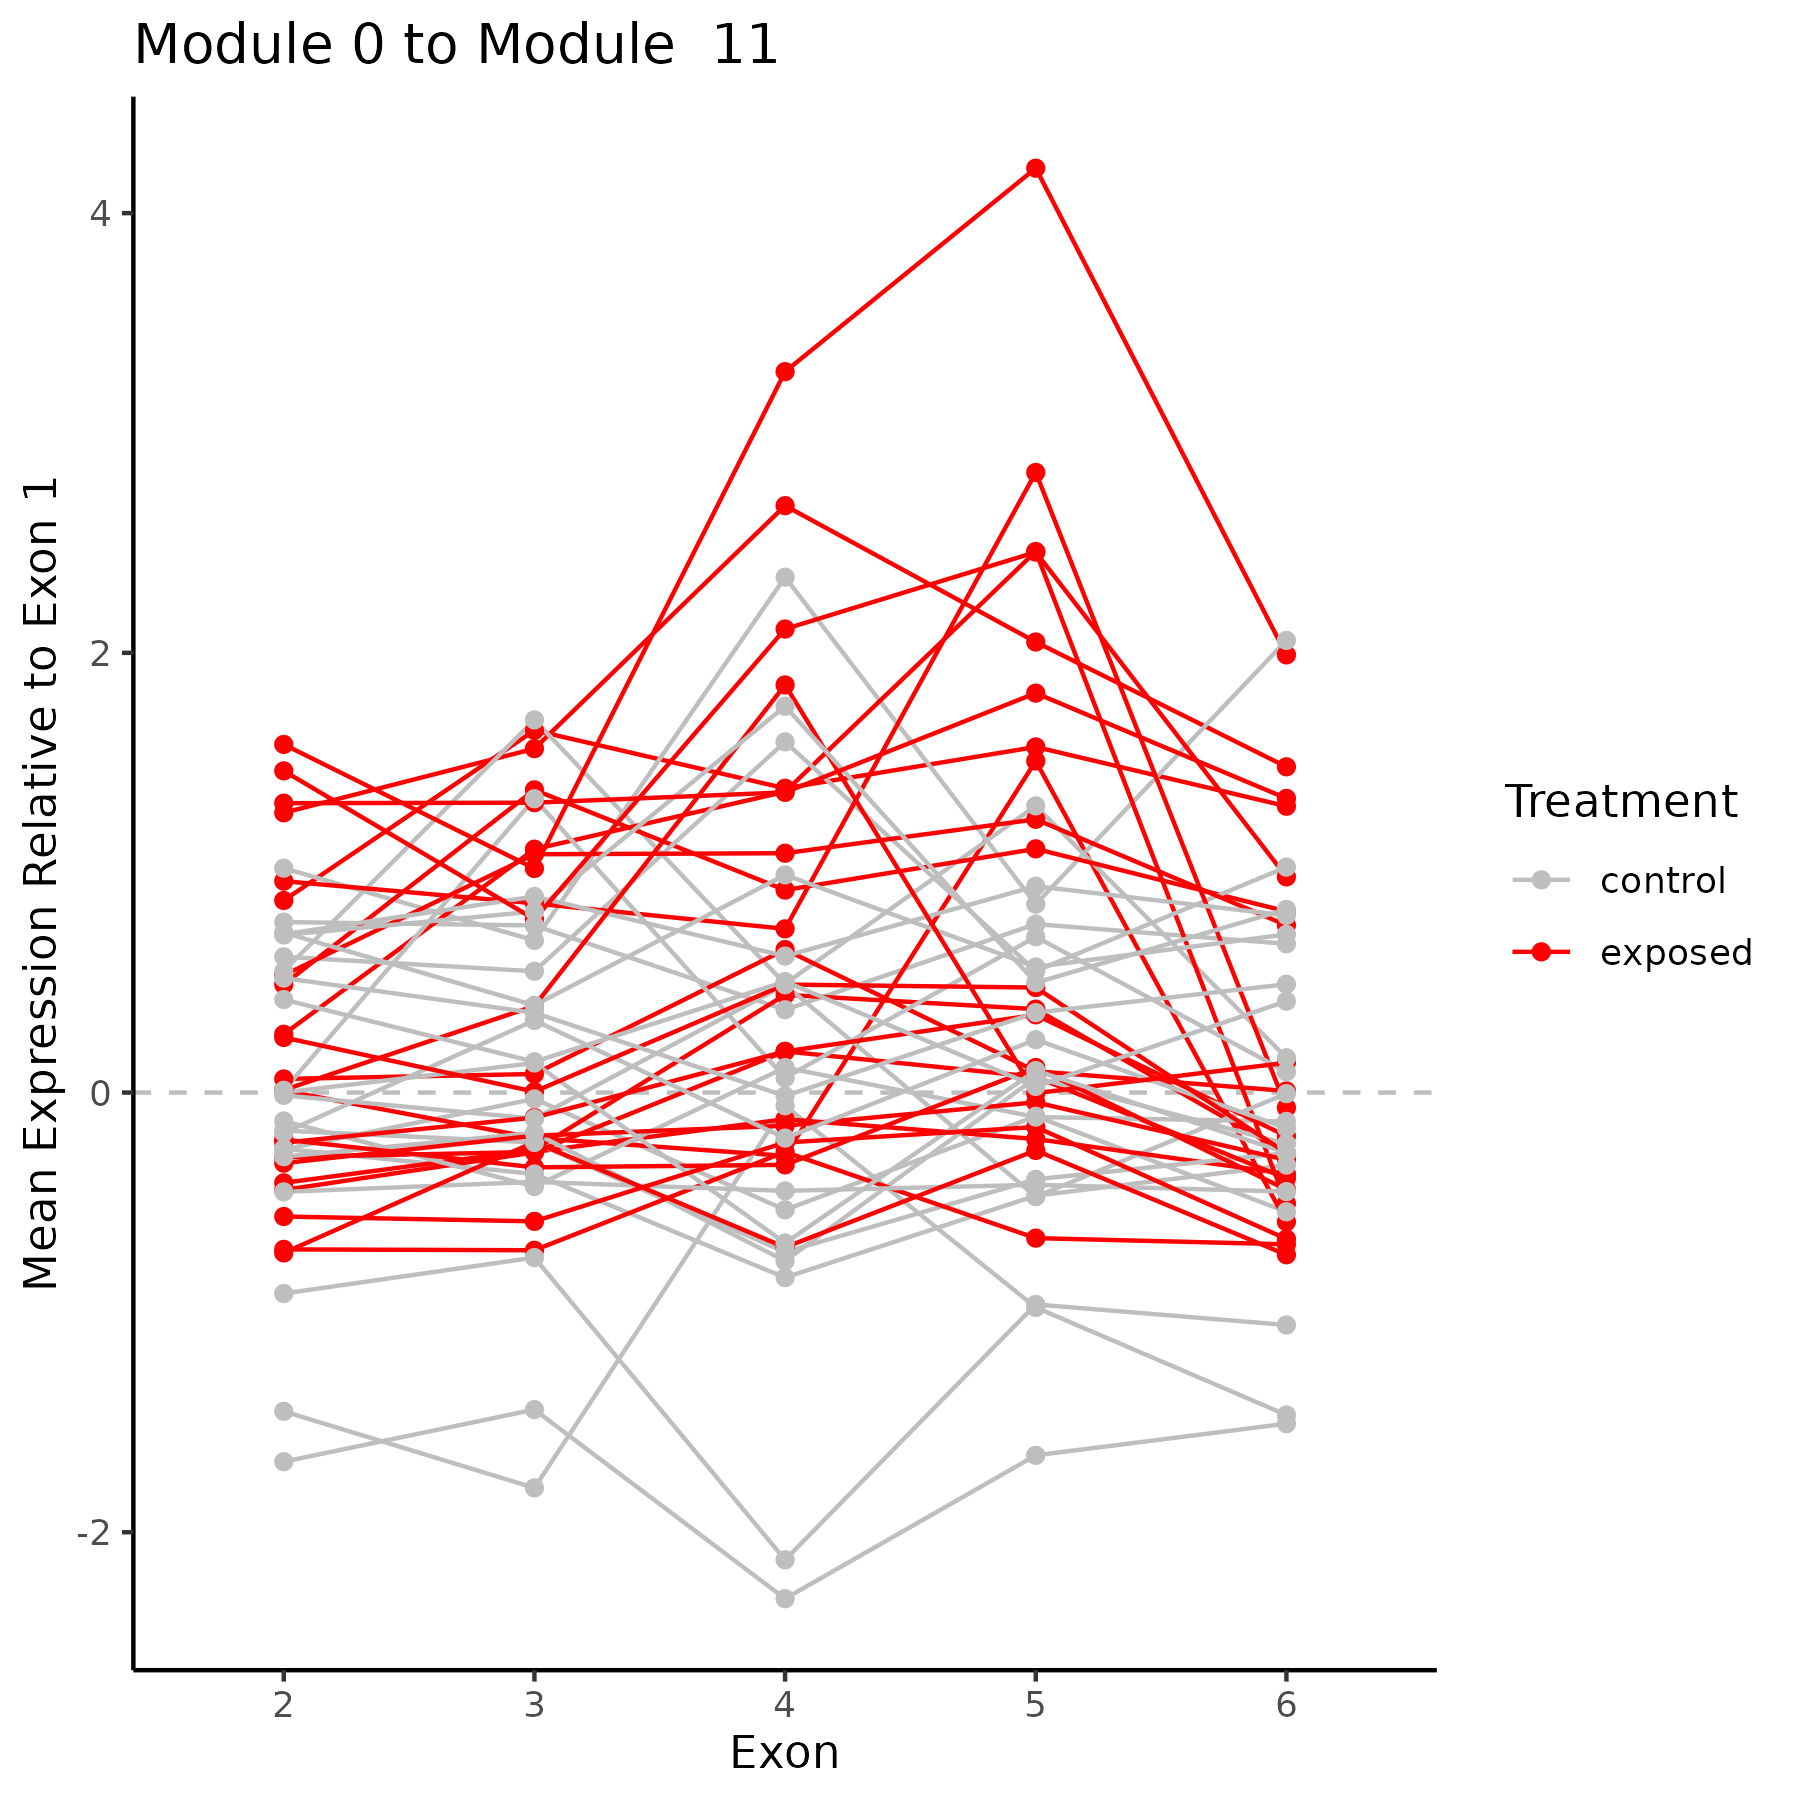 Module 0 to Module  11
Mean Expression Relative to Exon 1
4
2
0
-2
2 3 4 5 6
Exon
Treatment
control
exposed